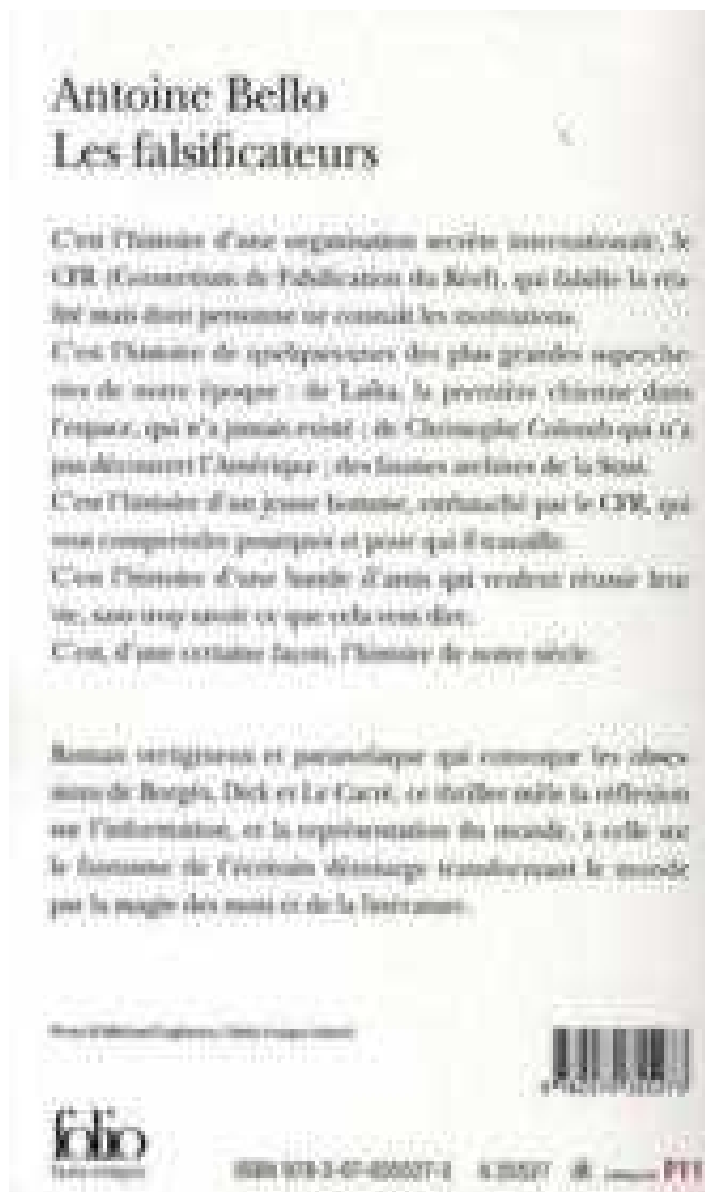 Antoine Bello
Les falsificateurs
C'est l'histoire d'une organisation secrète internationale, le
CFR (Consortium de Falsification du Réel), qui falsifie la réa-
lité mais dont personne ne connaît les motivations.
C'est l'histoire de quelques-unes des plus grandes superche-
ries de notre époque : de Laïka, la première chienne dans
l'espace, qui n'a jamais existé ; de Christophe Colomb qui n'a
pas découvert l'Amérique ; des fausses archives de la Stasi.
C'est l'histoire d'un jeune homme, embauché par le CFR, qui
veut comprendre pourquoi et pour qui il travaille.
C'est l'histoire d'une bande d'amis qui veulent réussir leur
vie, sans trop savoir ce que cela veut dire.
C'est, d'une certaine façon, l'histoire de notre siècle.
Roman vertigineux et paranoïaque qui convoque les obses-
sions de Borges, Dick et Le Carré, ce thriller mêle la réflexion
sur l'information, et la représentation du monde, à celle sur
le fantasme de l'écrivain démiurge transformant le monde
par la magie des mots et de la littérature.
folio
texte intégral
ISBN 978-2-07-035527-3